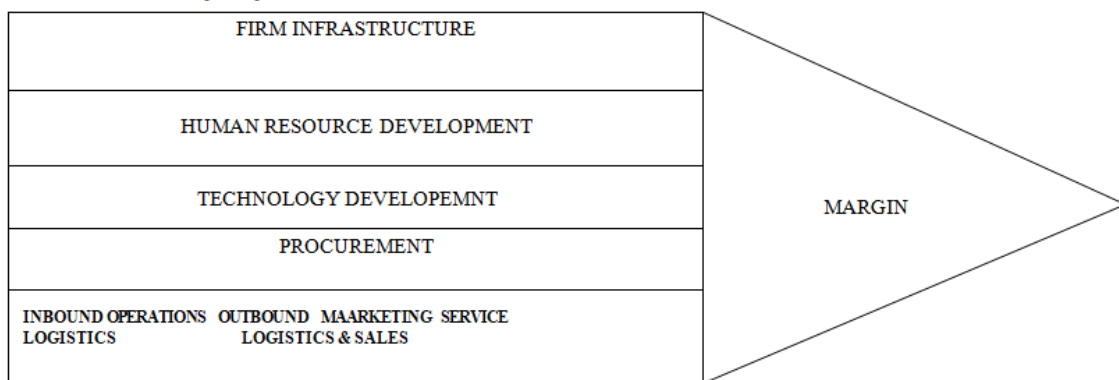 FIRM INFRASTRUCTURE
HUMAN RESOURCE DEVELOPMENT
TECHNOLOGY DEVELOPEMNT
MARGIN
PROCUREMENT
INBOUND OPERATIONS OUTBOUND MAARKETING SERVICE
LOGISTICS LOGISTICS & SALES